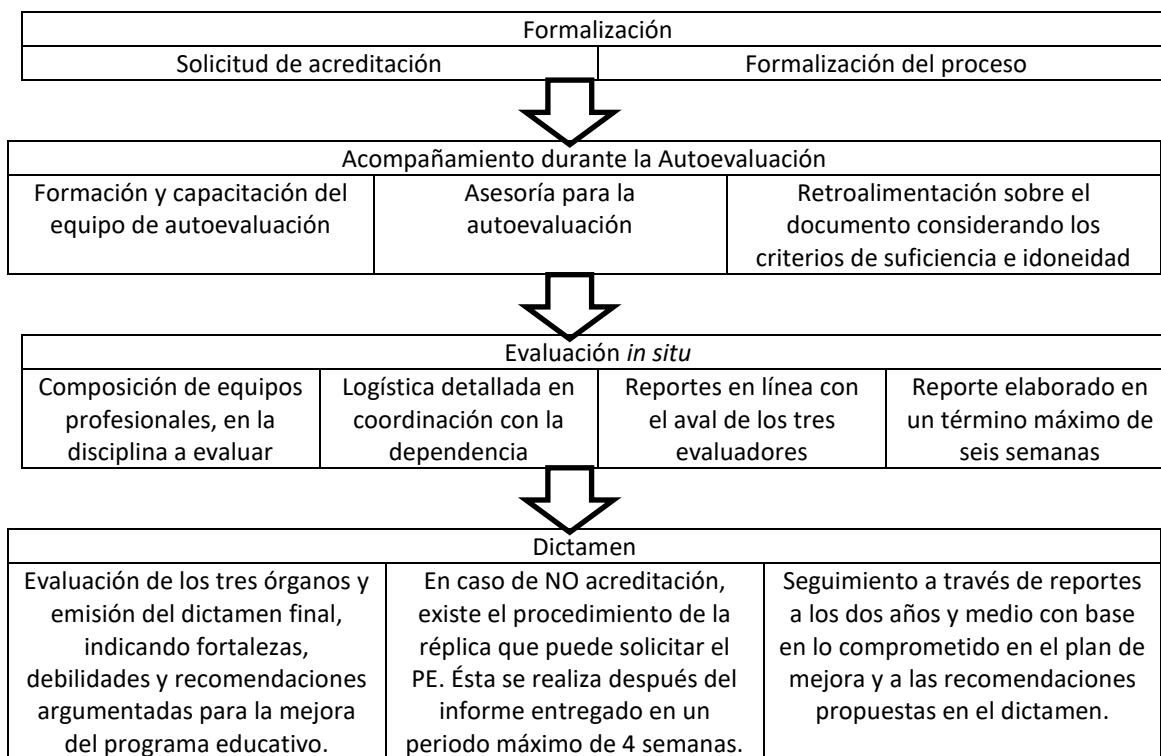 Formalización
Solicitud de acreditación
Formalización del proceso
Acompañamiento durante la Autoevaluación
Formación y capacitación del
equipo de autoevaluación
Asesoría para la
autoevaluación
Retroalimentación sobre el
documento considerando los
criterios de suficiencia e idoneidad
Evaluación in situ
Composición de equipos
profesionales, en la
disciplina a evaluar
Logística detallada en
coordinación con la
dependencia
Reportes en línea con
el aval de los tres
evaluadores
Reporte elaborado en
un término máximo de
seis semanas
Dictamen
Evaluación de los tres órganos y
emisión del dictamen final,
indicando fortalezas,
debilidades y recomendaciones
argumentadas para la mejora
del programa educativo.
En caso de NO acreditación,
existe el procedimiento de la
réplica que puede solicitar el
PE. Ésta se realiza después del
informe entregado en un
periodo máximo de 4 semanas.
Seguimiento a través de reportes
a los dos años y medio con base
en lo comprometido en el plan de
mejora y a las recomendaciones
propuestas en el dictamen.